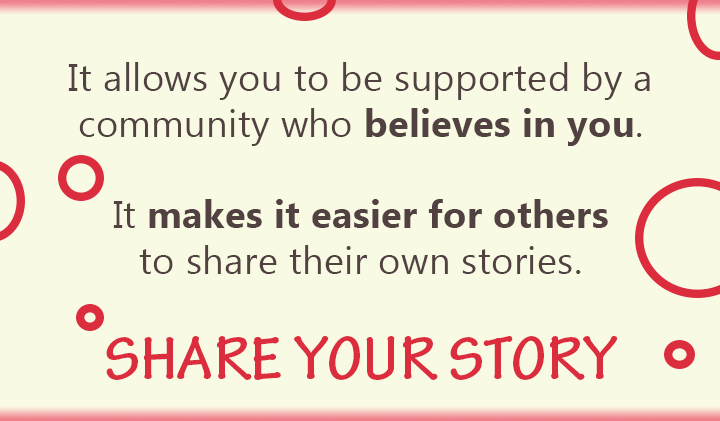 It allows you to be supported by a
community who believes in you.
It makes it easier for others
to share their own stories.
SHARE YOUR STORY